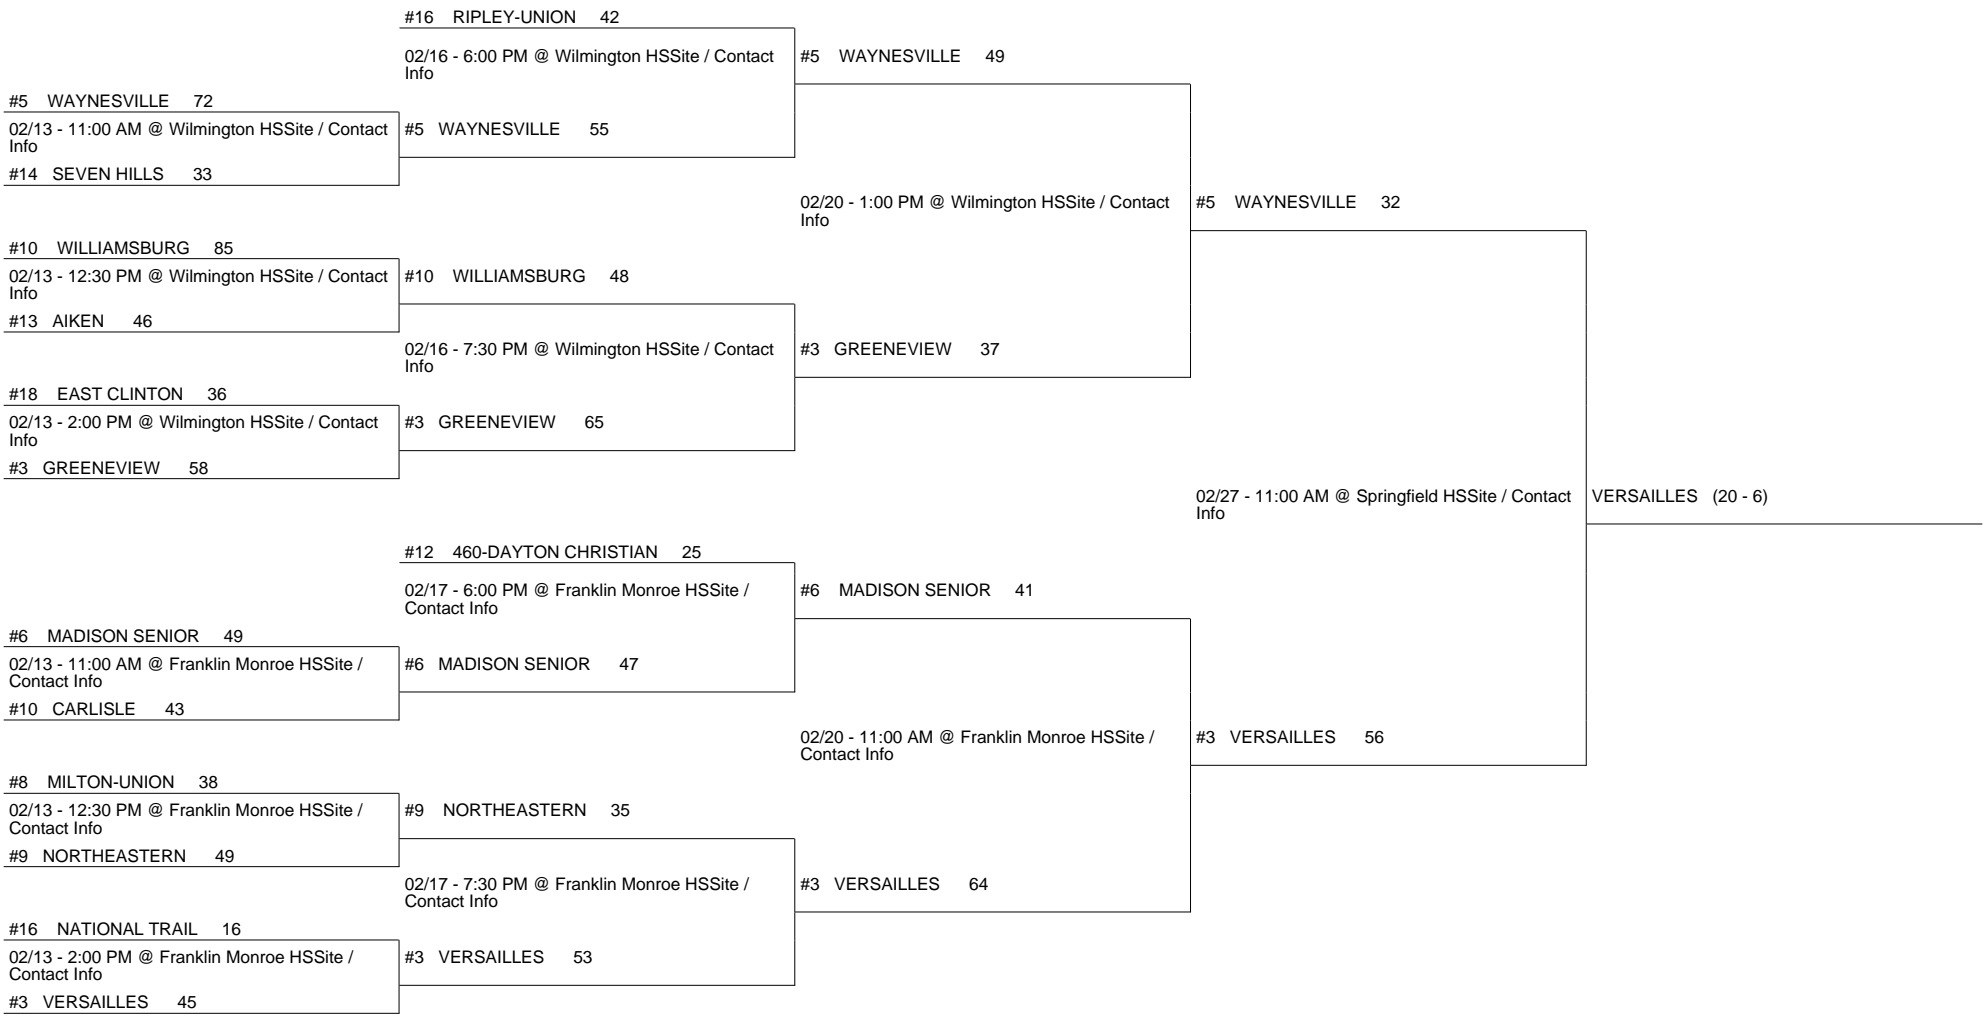 #16 RIPLEY-UNION 42
02/16 - 6:00 PM @ Wilmington HSSite / Contact
Info
#5 WAYNESVILLE 49
#5 WAYNESVILLE 72
02/13 - 11:00 AM @ Wilmington HSSite / Contact
Info
#5 WAYNESVILLE 55
#14 SEVEN HILLS 33
02/20 - 1:00 PM @ Wilmington HSSite / Contact
Info
#5 WAYNESVILLE 32
#10 WILLIAMSBURG 85
02/13 - 12:30 PM @ Wilmington HSSite / Contact
Info
#10 WILLIAMSBURG 48
#13 AIKEN 46
02/16 - 7:30 PM @ Wilmington HSSite / Contact
Info
#3 GREENEVIEW 37
#18 EAST CLINTON 36
02/13 - 2:00 PM @ Wilmington HSSite / Contact
Info
#3 GREENEVIEW 65
#3 GREENEVIEW 58
02/27 - 11:00 AM @ Springfield HSSite / Contact
Info
VERSAILLES (20 - 6)
#12 460-DAYTON CHRISTIAN 25
02/17 - 6:00 PM @ Franklin Monroe HSSite /
Contact Info
#6 MADISON SENIOR 41
#6 MADISON SENIOR 49
02/13 - 11:00 AM @ Franklin Monroe HSSite /
Contact Info
#6 MADISON SENIOR 47
#10 CARLISLE 43
02/20 - 11:00 AM @ Franklin Monroe HSSite /
Contact Info
#3 VERSAILLES 56
#8 MILTON-UNION 38
02/13 - 12:30 PM @ Franklin Monroe HSSite /
Contact Info
#9 NORTHEASTERN 35
#9 NORTHEASTERN 49
02/17 - 7:30 PM @ Franklin Monroe HSSite /
Contact Info
#3 VERSAILLES 64
#16 NATIONAL TRAIL 16
02/13 - 2:00 PM @ Franklin Monroe HSSite /
Contact Info
#3 VERSAILLES 53
#3 VERSAILLES 45